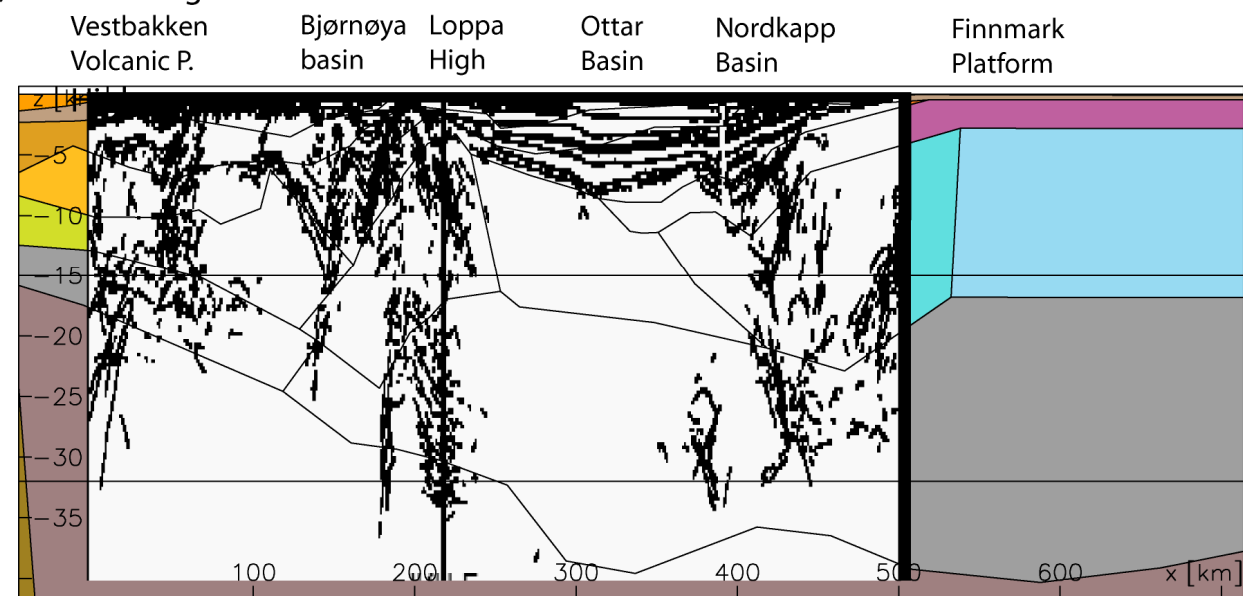 Vestbakken Bjørnøya Loppa Ottar Nordkapp Finnmark
Volcanic P. basin High Basin Basin Platform
−5
−10
−15
−20
−25
−30
−35
100 200 300 400 500 600 x [km]